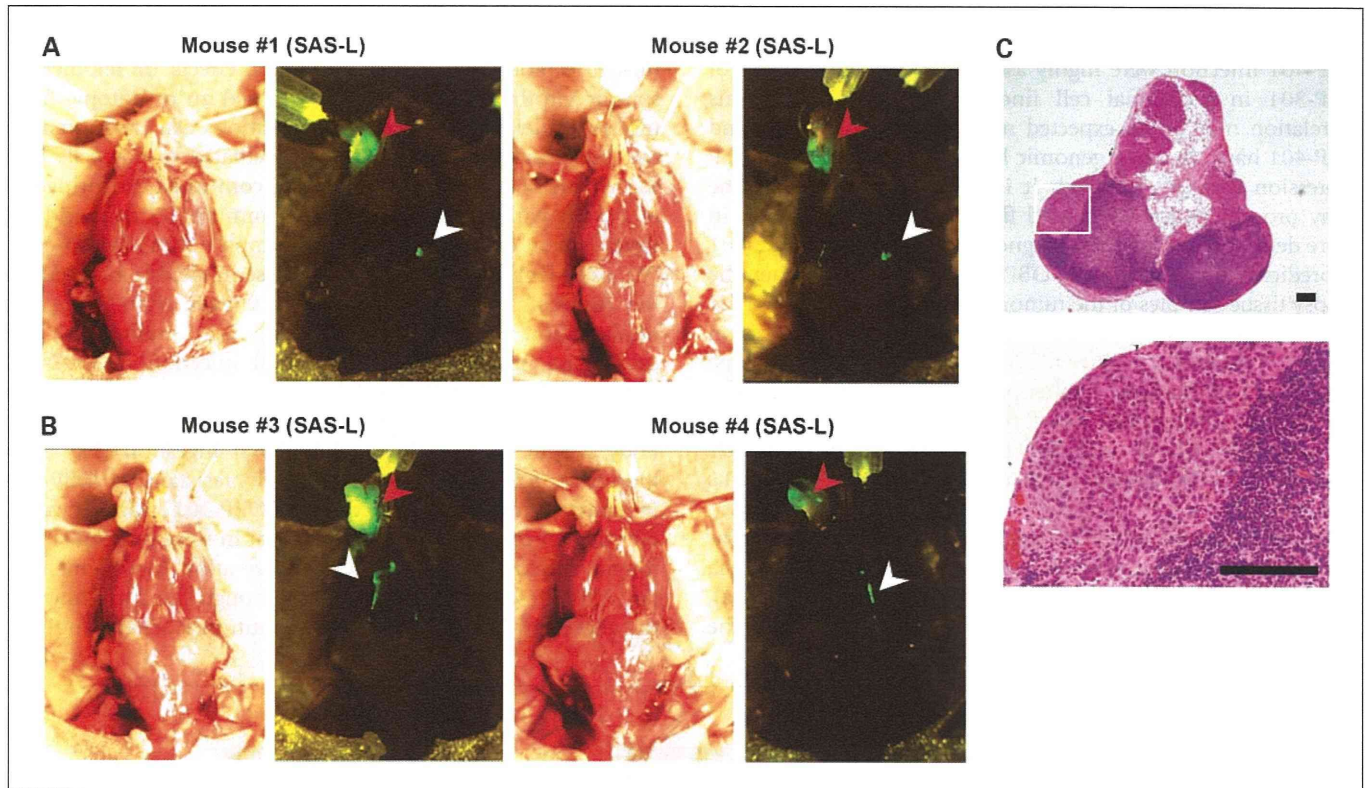 A
Mouse #1 (SAS-L)
Mouse #2 (SAS-L)
C
B
Mouse #3 (SAS-L)
Mouse #4 (SAS-L)